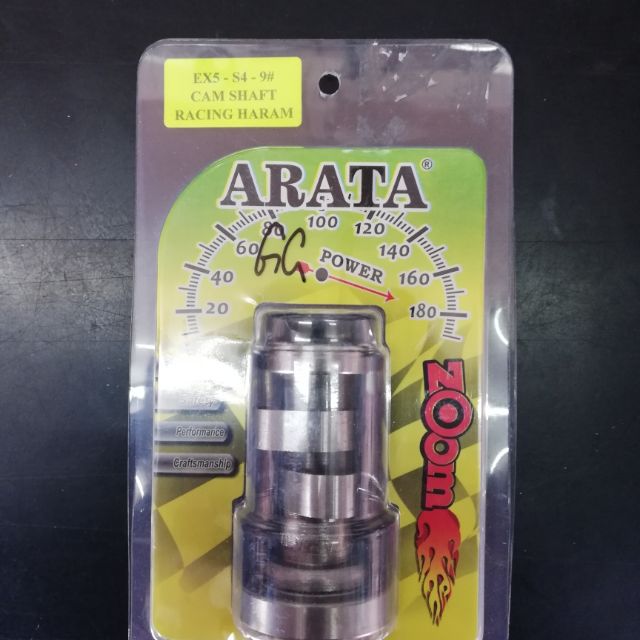 EX5 - S4 - 9#
CAM SHAFT
RACING HARAM
ARATA®
20 40 60 80 100 120 140 160 180
GG
POWER
ZOOM
Performance
Craftsmanship